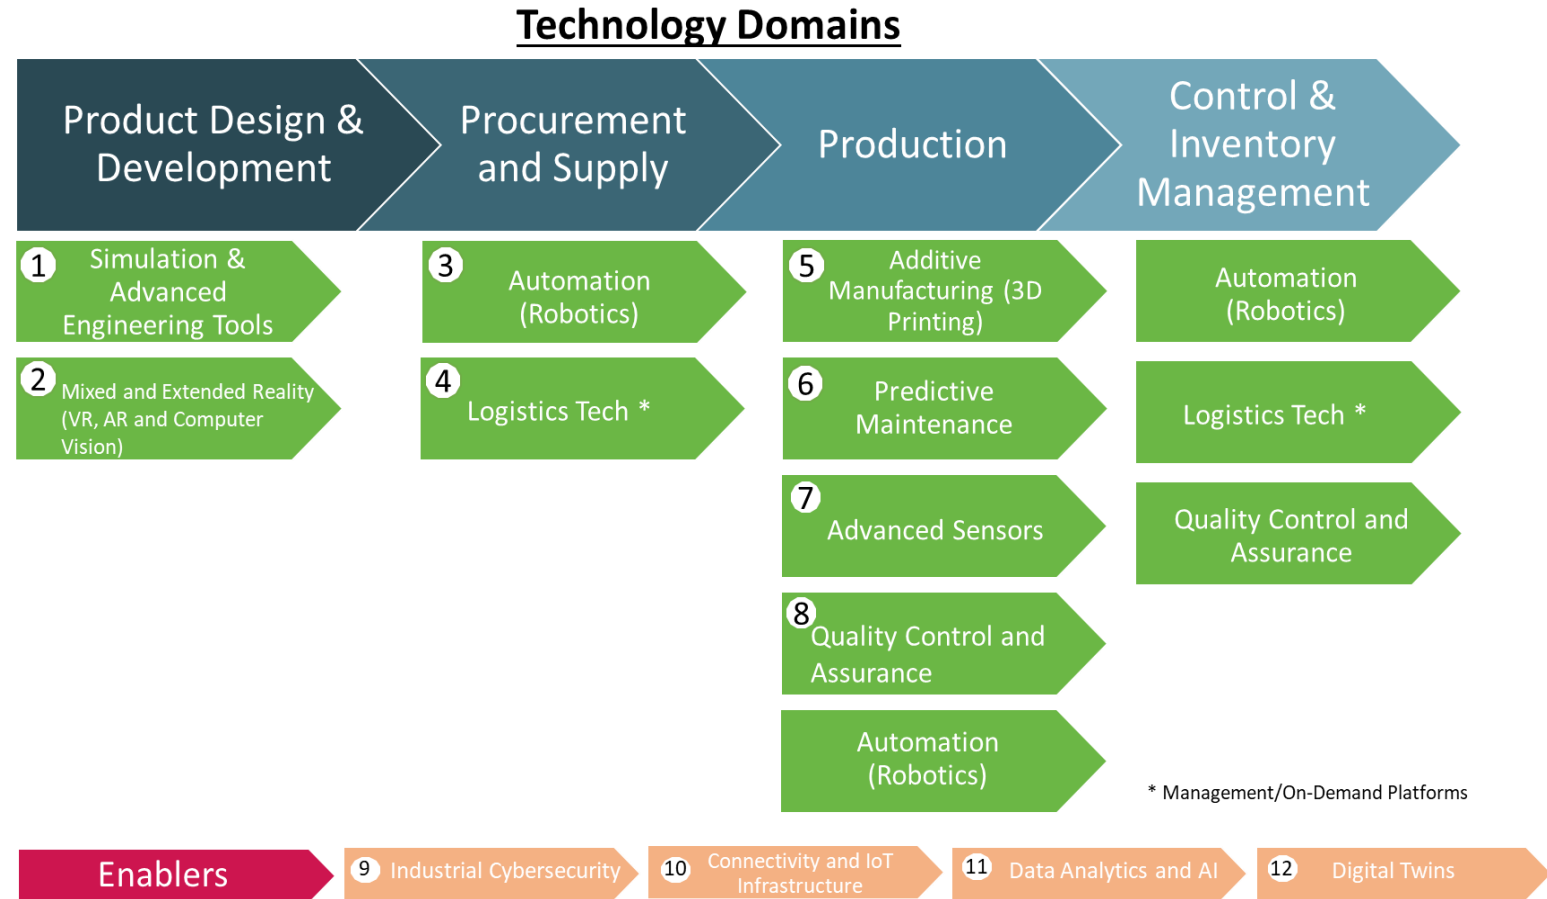 Technology Domains
Product Design &
Development
Procurement
and Supply
Production
Control &
Inventory
Management
1
Simulation &
Advanced
Engineering Tools
2
Mixed and Extended Reality
(VR, AR and Computer
Vision)
3
Automation
(Robotics)
4
Logistics Tech *
5
Additive
Manufacturing (3D
Printing)
6
Predictive
Maintenance
7
Advanced Sensors
8
Quality Control and
Assurance
Automation
(Robotics)
Automation
(Robotics)
Logistics Tech *
Quality Control and
Assurance
* Management/On-Demand Platforms
Enablers
9
Industrial Cybersecurity
10
Connectivity and IoT
Infrastructure
11
Data Analytics and AI
12
Digital Twins